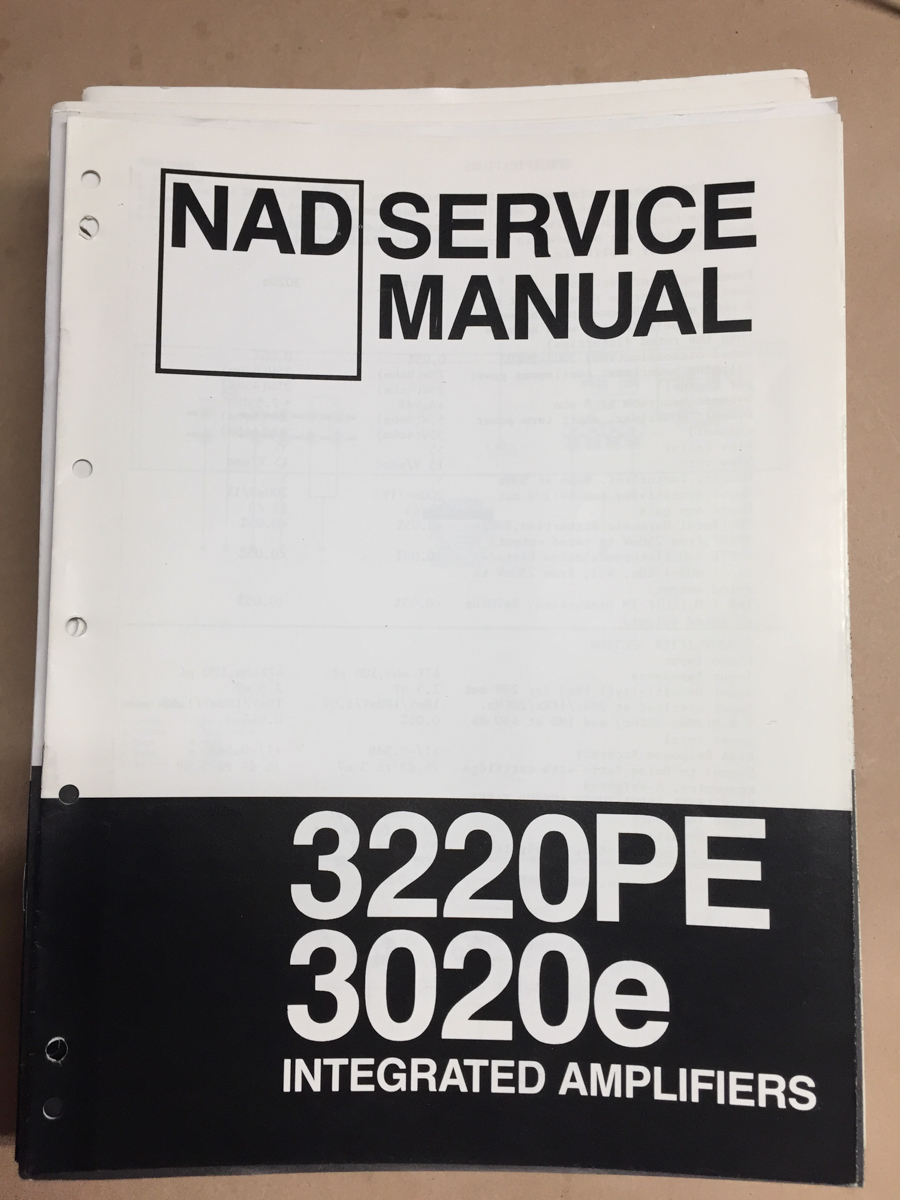 NAD
SERVICE
MANUAL
3220PE
3020e
INTEGRATED AMPLIFIERS